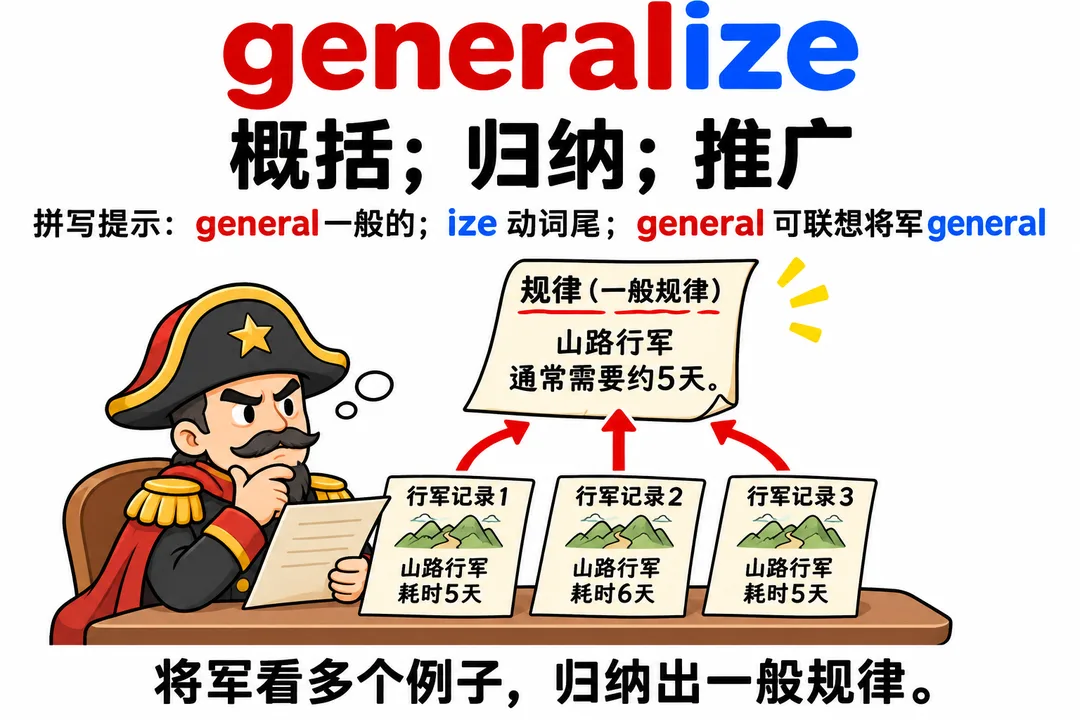 generalize
概括；归纳；推广
拼写提示：general一般的；ize 动词尾；general 可联想将军general
规律（一般规律）
山路行军
通常需要约5天。
行军记录1
山路行军
耗时5天
行军记录2
山路行军
耗时6天
行军记录3
山路行军
耗时5天
将军看多个例子，归纳出一般规律。